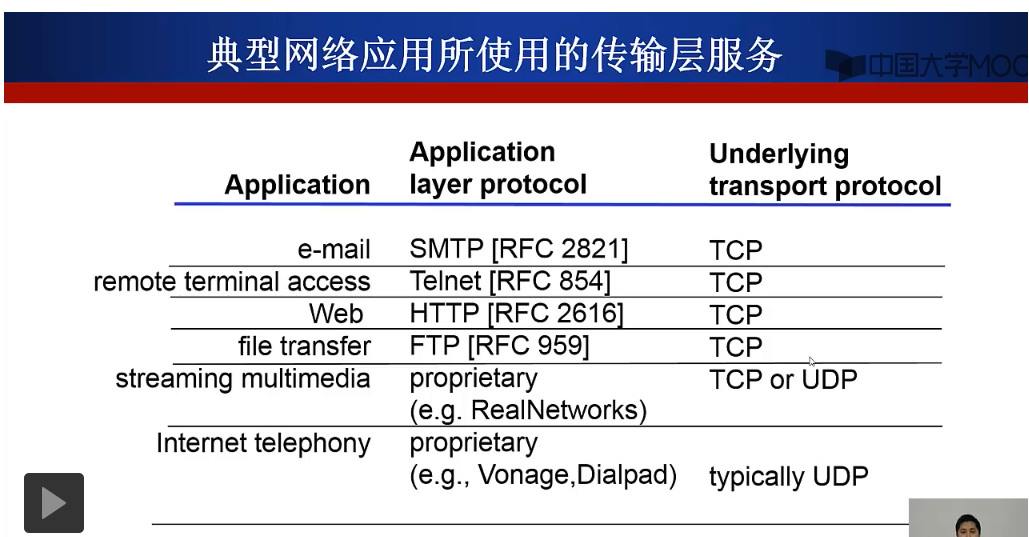 典型网络应用所使用的传输层服务
中国大学MOOC
Application
Application layer protocol
Underlying transport protocol
e-mail SMTP [RFC 2821] TCP
remote terminal access Telnet [RFC 854] TCP
Web HTTP [RFC 2616] TCP
file transfer FTP [RFC 959] TCP
streaming multimedia proprietary TCP or UDP
(e.g. RealNetworks)
Internet telephony proprietary
(e.g., Vonage,Dialpad) typically UDP